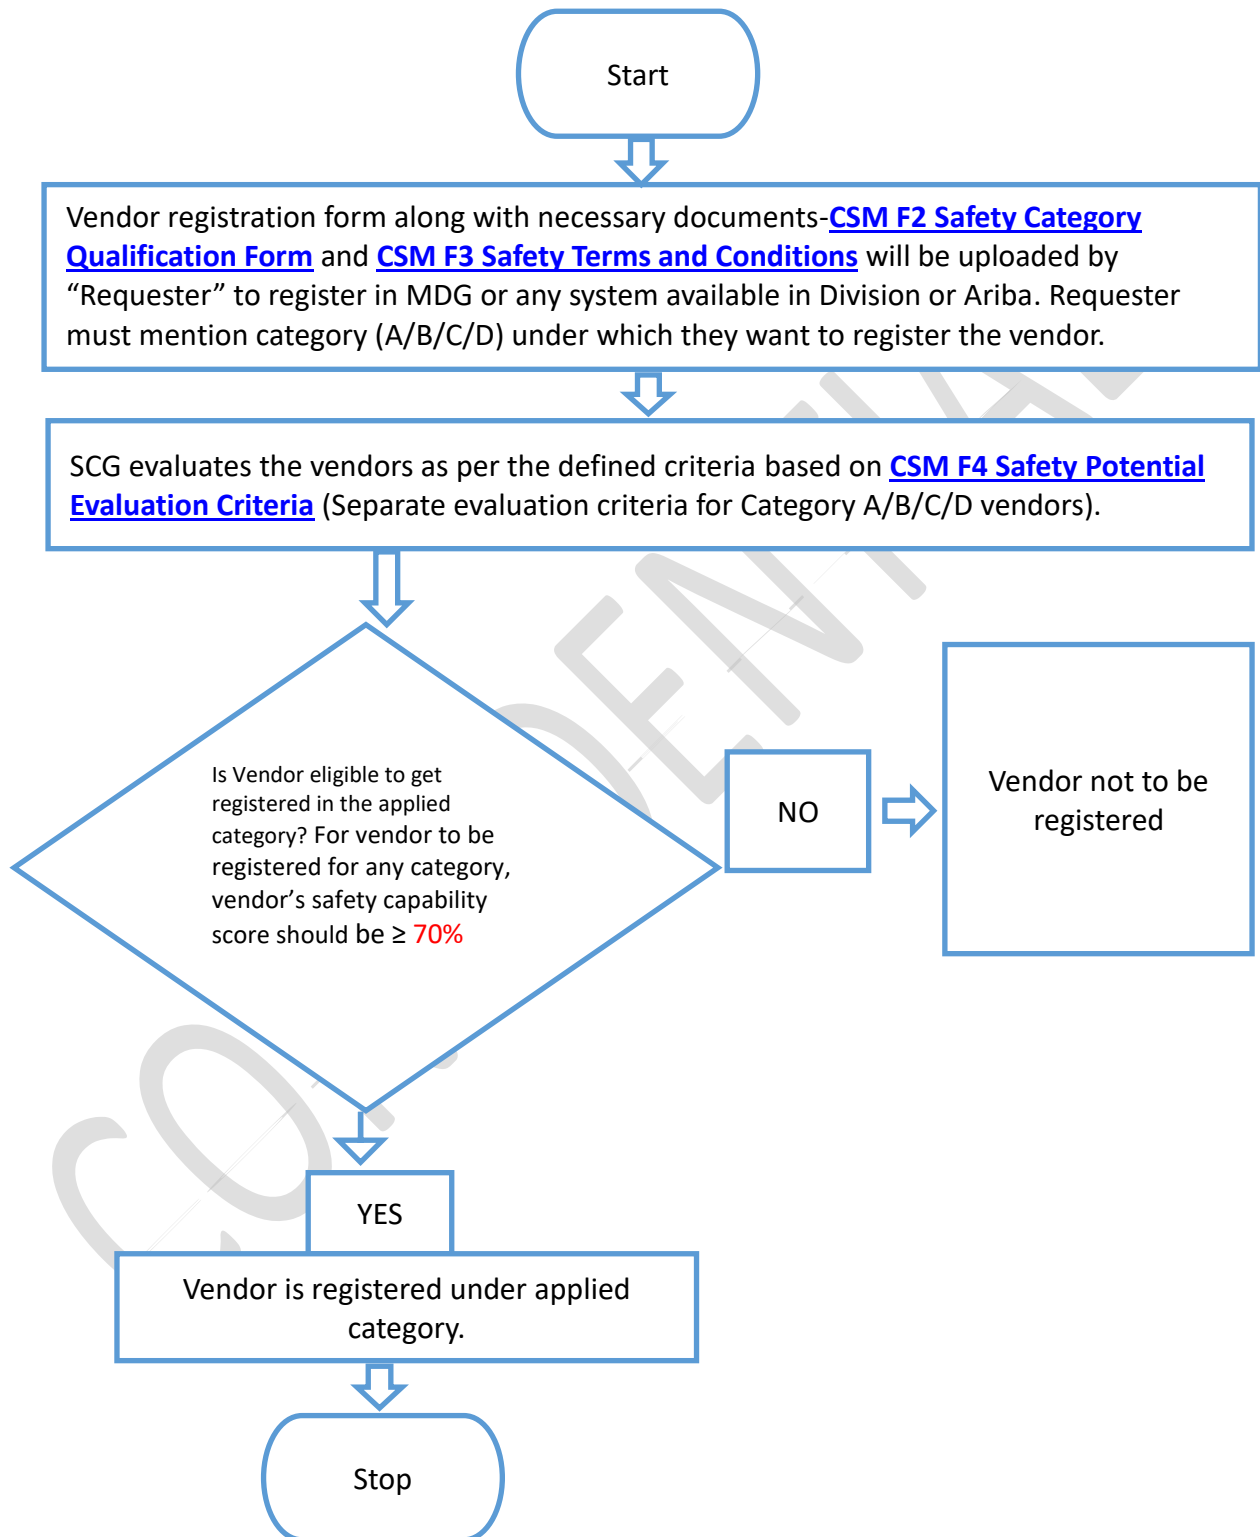 Start
Vendor registration form along with necessary documents-CSM F2 Safety Category
Qualification Form and CSM F3 Safety Terms and Conditions will be uploaded by
“Requester” to register in MDG or any system available in Division or Ariba. Requester
must mention category (A/B/C/D) under which they want to register the vendor.
SCG evaluates the vendors as per the defined criteria based on CSM F4 Safety Potential
Evaluation Criteria (Separate evaluation criteria for Category A/B/C/D vendors).
Is Vendor eligible to get
registered in the applied
category? For vendor to be
registered for any category,
vendor’s safety capability
score should be ≥ 70%
NO
Vendor not to be
registered
YES
Vendor is registered under applied
category.
Stop